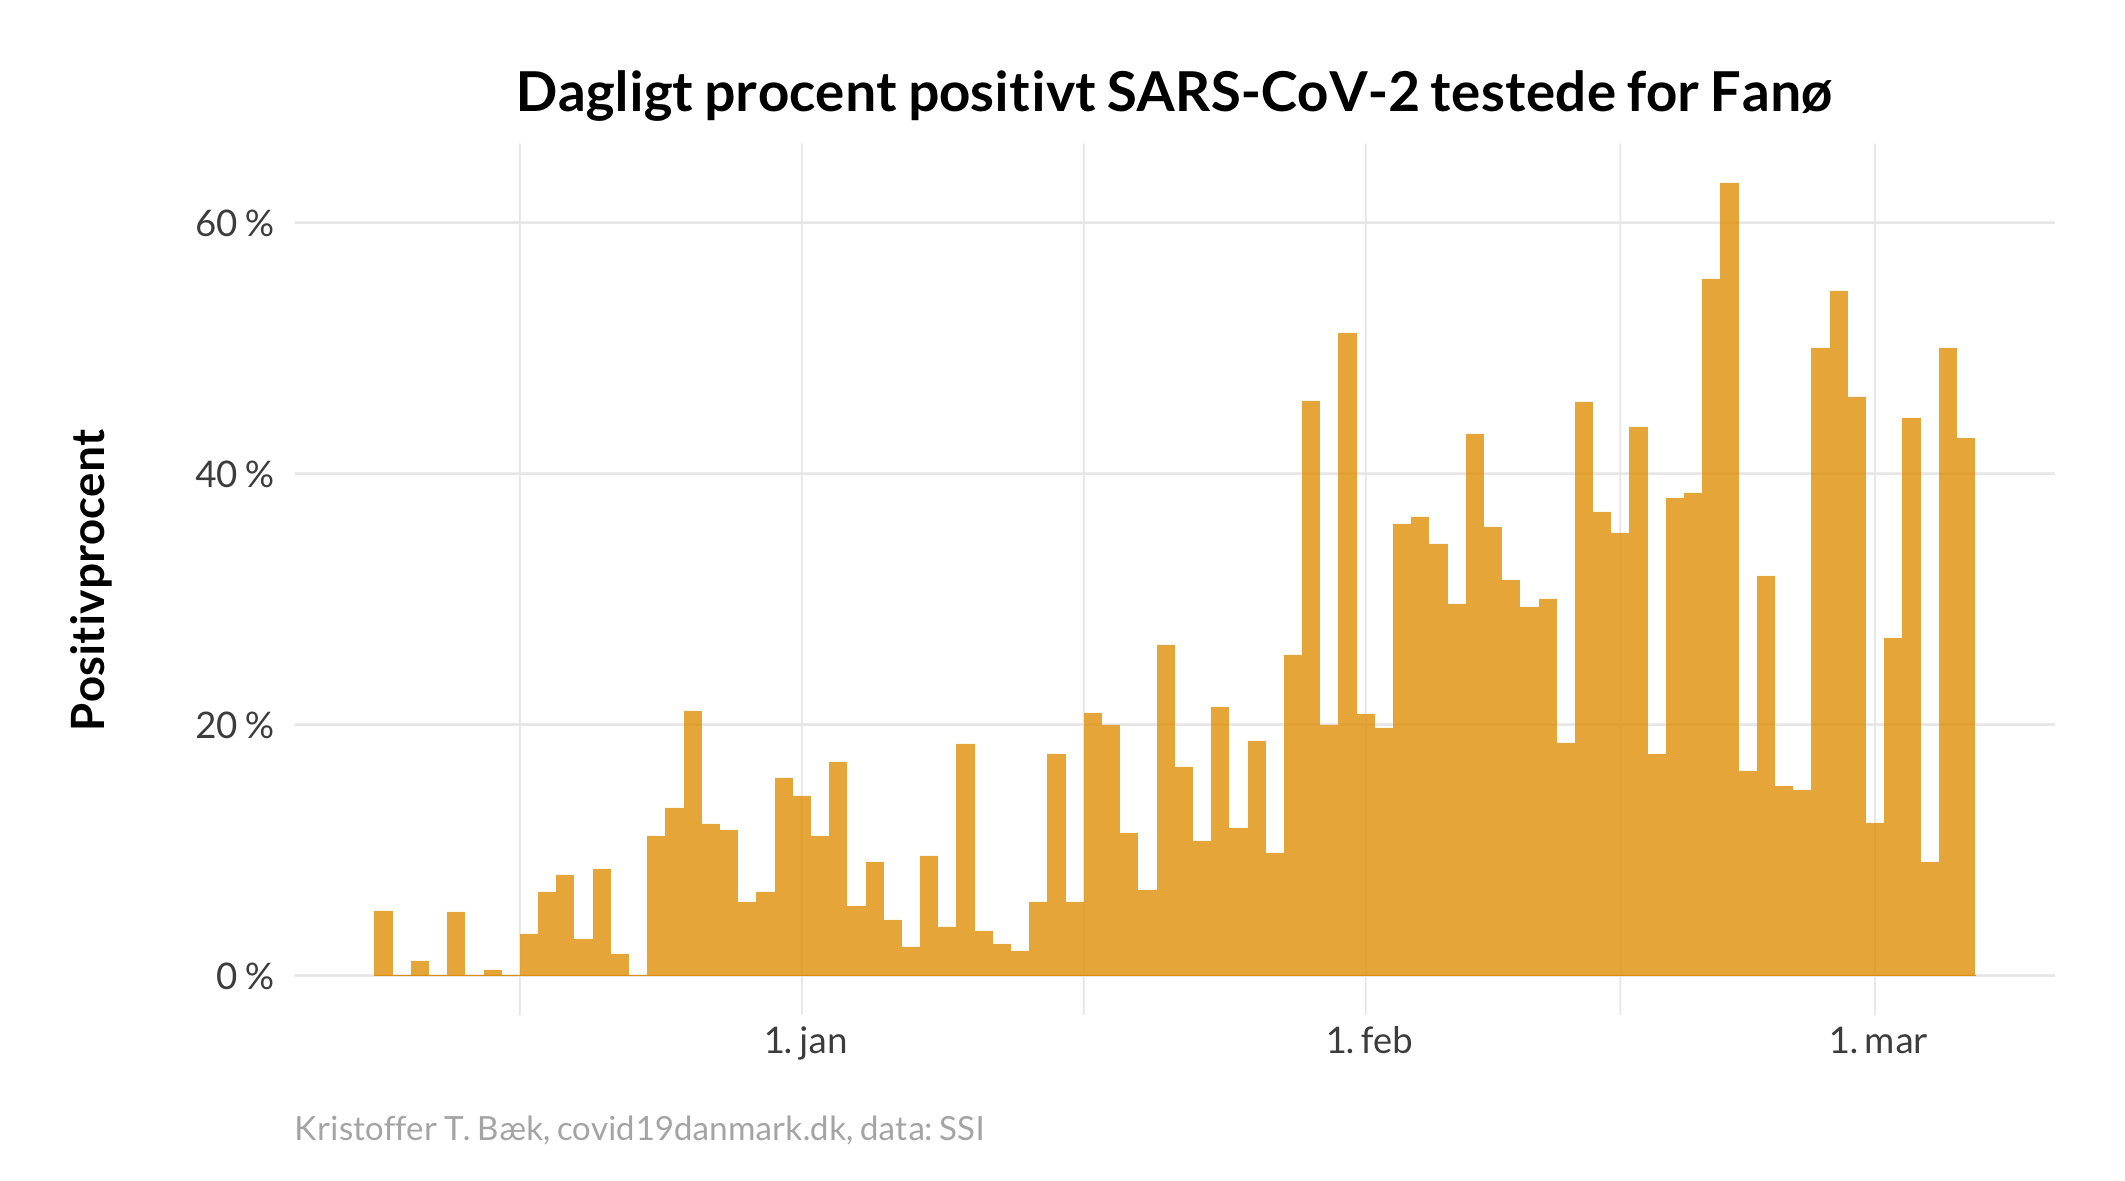 Dagligt procent positivt SARS-CoV-2 testede for Fanø
Positivprocent
60 %
40 %
20 %
0 %
1. jan
1. feb
1. mar
Kristoffer T. Bæk, covid19danmark.dk, data: SSI